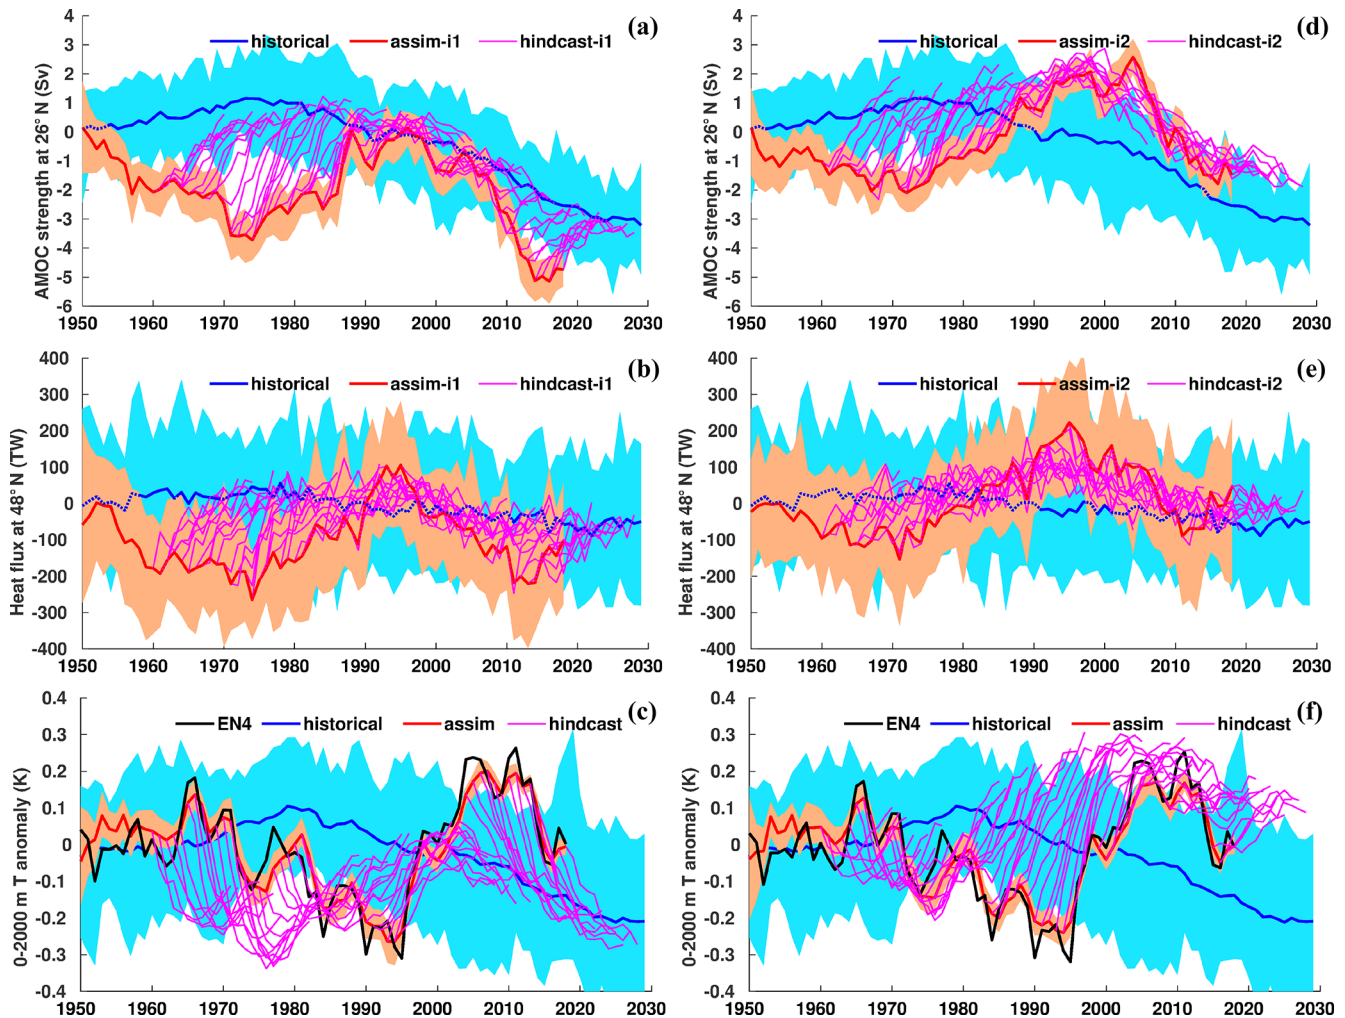 4
3
2
1
0
-1
-2
-3
-4
-5
-6
AMOC strength at 26° N (Sv)
historical
assim-i1
hindcast-i1
(a)
1950 1960 1970 1980 1990 2000 2010 2020 2030
4
3
2
1
0
-1
-2
-3
-4
-5
-6
AMOC strength at 26° N (Sv)
historical
assim-i2
hindcast-i2
(d)
1950 1960 1970 1980 1990 2000 2010 2020 2030
400
300
200
100
0
-100
-200
-300
-400
Heat flux at 48° N (TW)
historical
assim-i1
hindcast-i1
(b)
1950 1960 1970 1980 1990 2000 2010 2020 2030
400
300
200
100
0
-100
-200
-300
-400
Heat flux at 48° N (TW)
historical
assim-i2
hindcast-i2
(e)
1950 1960 1970 1980 1990 2000 2010 2020 2030
0.4
0.3
0.2
0.1
0
-0.1
-0.2
-0.3
-0.4
0-2000 m T anomaly (K)
EN4
historical
assim
hindcast
(c)
1950 1960 1970 1980 1990 2000 2010 2020 2030
0.4
0.3
0.2
0.1
0
-0.1
-0.2
-0.3
-0.4
0-2000 m T anomaly (K)
EN4
historical
assim
hindcast
(f)
1950 1960 1970 1980 1990 2000 2010 2020 2030